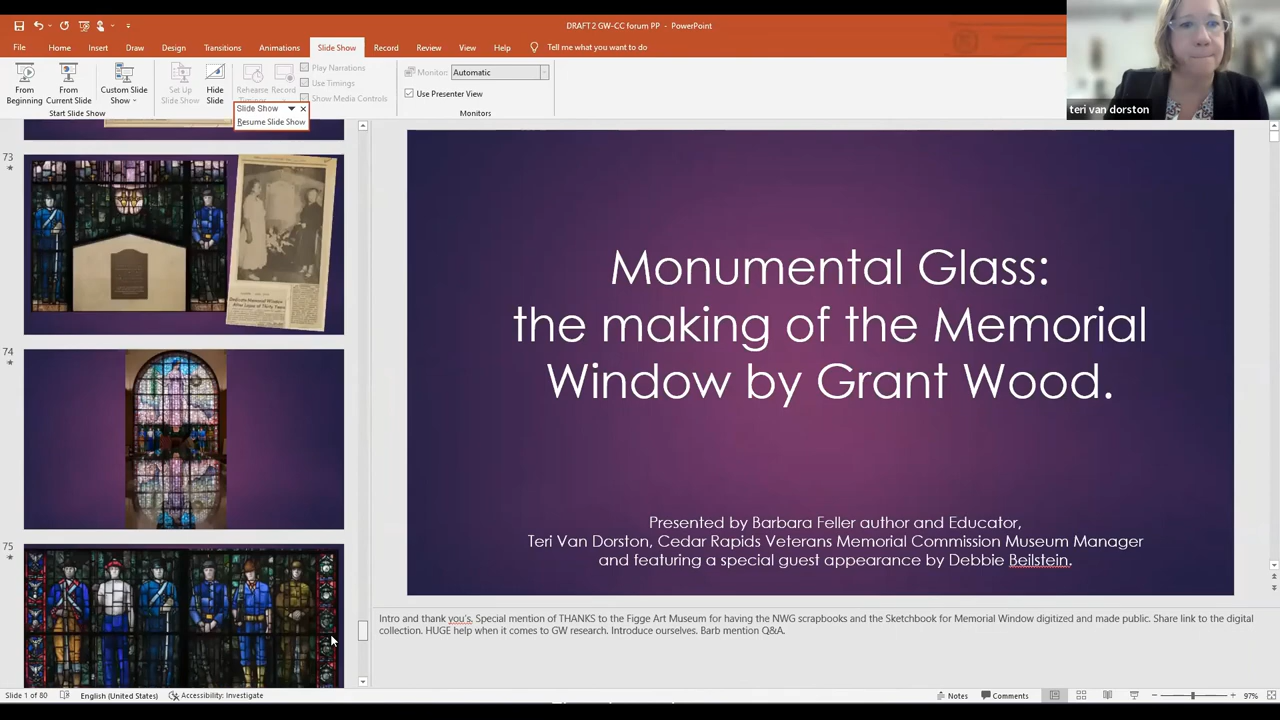 DRAFT 2 GW-CC forum PP - PowerPoint
File Home Insert Draw Design Transitions Animations Slide Show Record Review View Help Tell me what you want to do
From Beginning
From Current Slide
Custom Slide Show
Start Slide Show
Set Up Slide Show
Hide Slide
Rehearse
Record
Play Narrations
Use Timings
Show Media Controls
Slide Show
Resume Slide Show
Monitor: Automatic
Use Presenter View
Monitors
teri van dorston
73
74
75
Monumental Glass:
the making of the Memorial
Window by Grant Wood.
Presented by Barbara Feller author and Educator,
Teri Van Dorston, Cedar Rapids Veterans Memorial Commission Museum Manager
and featuring a special guest appearance by Debbie Beilstein.
Intro and thank you's. Special mention of THANKS to the Figge Art Museum for having the NWG scrapbooks and the Sketchbook for Memorial Window digitized and made public. Share link to the digital
collection. HUGE help when it comes to GW research. Introduce ourselves. Barb mention Q&A.
Slide 1 of 80 English (United States) Accessibility: Investigate Notes Comments 97%